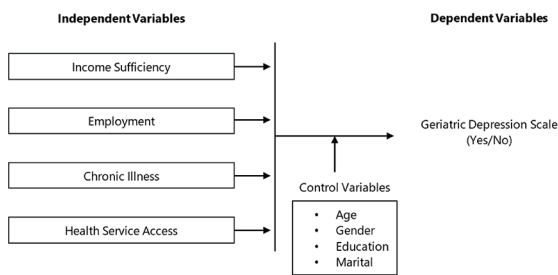 Independent Variables
Dependent Variables
Income Sufficiency
Employment
Chronic Illness
Health Service Access
Geriatric Depression Scale
(Yes/No)
Control Variables
• Age
• Gender
• Education
• Marital